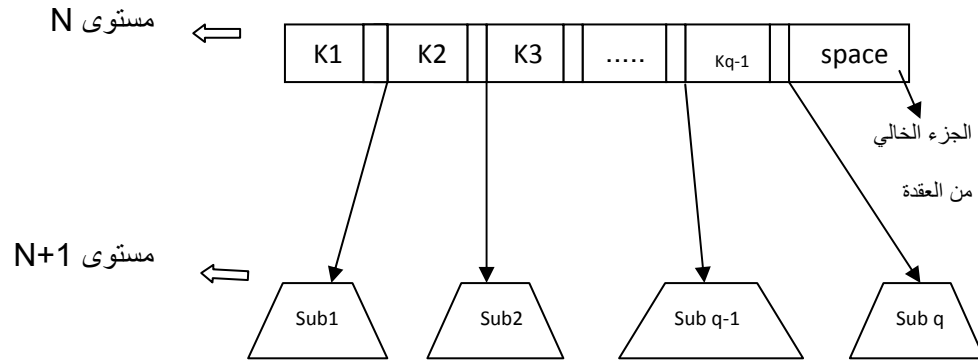 مستوى N
K1 K2 K3 ..... Kq-1 space
الجزء الخالي
من العقدة
مستوى N+1
Sub1 Sub2 Sub q-1 Sub q